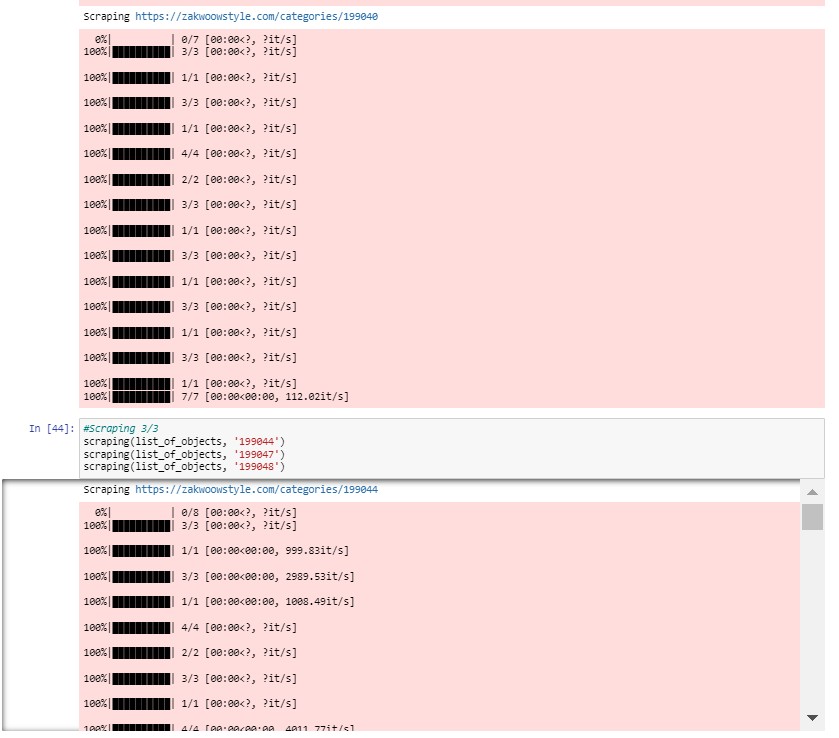 Scraping https://zakwoowstyle.com/categories/199040
0%| | 0/7 [00:00<?, ?it/s]
100%|██████████| 3/3 [00:00<?, ?it/s]
100%|██████████| 1/1 [00:00<?, ?it/s]
100%|██████████| 3/3 [00:00<?, ?it/s]
100%|██████████| 1/1 [00:00<?, ?it/s]
100%|██████████| 4/4 [00:00<?, ?it/s]
100%|██████████| 2/2 [00:00<?, ?it/s]
100%|██████████| 3/3 [00:00<?, ?it/s]
100%|██████████| 1/1 [00:00<?, ?it/s]
100%|██████████| 3/3 [00:00<?, ?it/s]
100%|██████████| 1/1 [00:00<?, ?it/s]
100%|██████████| 3/3 [00:00<?, ?it/s]
100%|██████████| 1/1 [00:00<?, ?it/s]
100%|██████████| 3/3 [00:00<?, ?it/s]
100%|██████████| 1/1 [00:00<?, ?it/s]
100%|██████████| 7/7 [00:00<00:00, 112.02it/s]
In [44]: #Scraping 3/3
scraping(list_of_objects, '199044')
scraping(list_of_objects, '199047')
scraping(list_of_objects, '199048')
Scraping https://zakwoowstyle.com/categories/199044
0%| | 0/8 [00:00<?, ?it/s]
100%|██████████| 3/3 [00:00<?, ?it/s]
100%|██████████| 1/1 [00:00<00:00, 999.83it/s]
100%|██████████| 3/3 [00:00<00:00, 2989.53it/s]
100%|██████████| 1/1 [00:00<00:00, 1008.49it/s]
100%|██████████| 4/4 [00:00<?, ?it/s]
100%|██████████| 2/2 [00:00<?, ?it/s]
100%|██████████| 3/3 [00:00<?, ?it/s]
100%|██████████| 1/1 [00:00<?, ?it/s]
100%|██████████| 4/4 [00:00<00:00, 4011.77it/s]